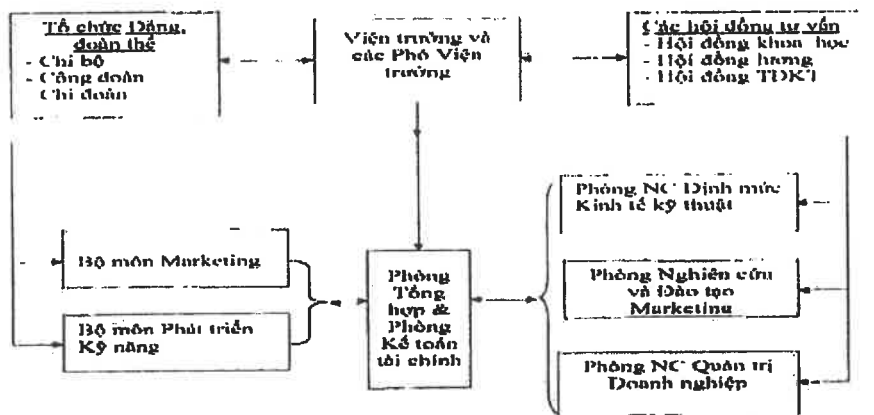 Tổ chức Đảng,
đoàn thể
- Chi bộ
- Công đoàn
Chi đoàn
Viện trưởng và
các Phó Viện
trưởng
Các hội đồng tư vấn
- Hội đồng khoa học
- Hội đồng lương
- Hội đồng TĐKT
Bộ môn Marketing
Bộ môn Phát triển
Kỹ năng
Phòng
Tổng
hợp &
Phòng
Kế toán
tài chính
Phòng NC Định mức
Kinh tế kỹ thuật
Phòng Nghiên cứu
và Đào tạo
Marketing
Phòng NC Quản trị
Doanh nghiệp